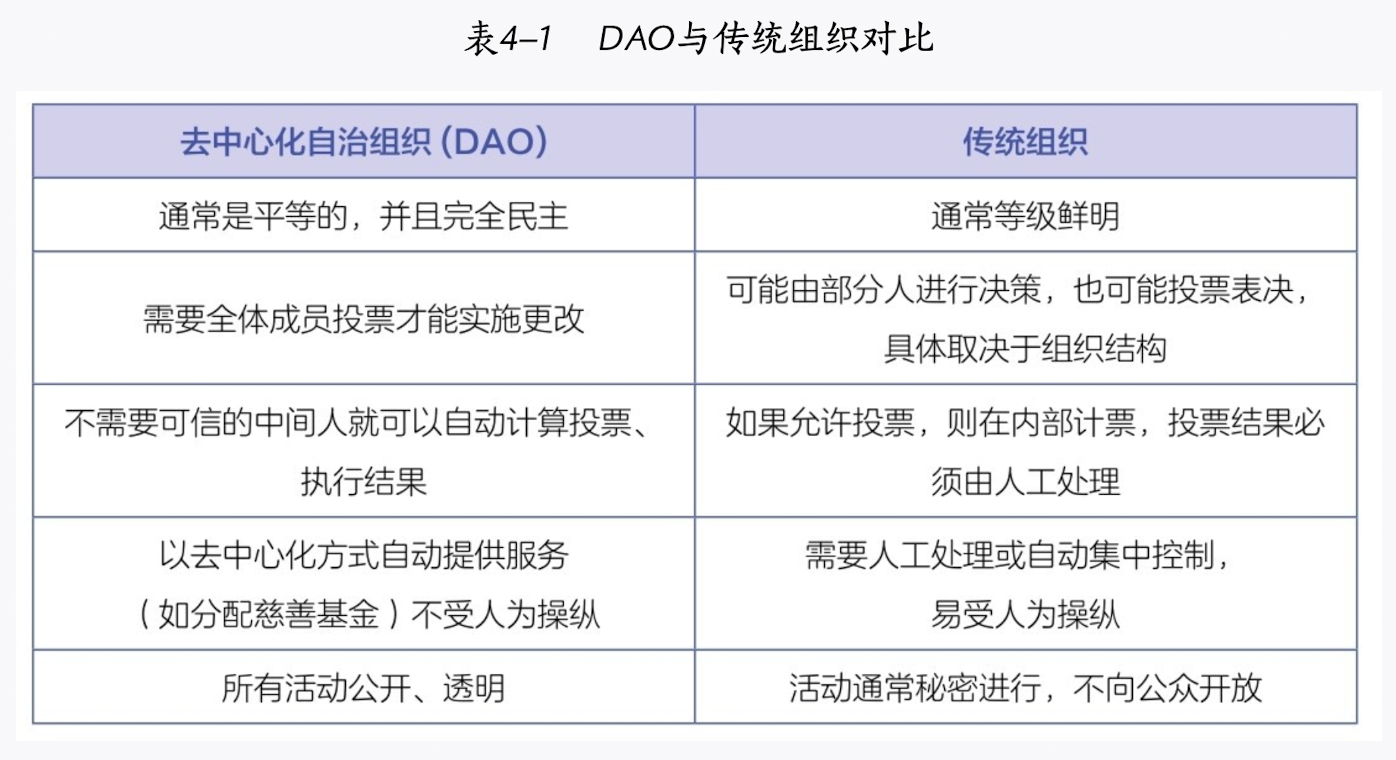 表4–1 DAO与传统组织对比
去中心化自治组织（DAO） 传统组织
通常是平等的，并且完全民主 通常等级鲜明
需要全体成员投票才能实施更改 可能由部分人进行决策，也可能投票表决，
具体取决于组织结构
不需要可信的中间人就可以自动计算投票、 如果允许投票，则在内部计票，投票结果必
执行结果 须由人工处理
以去中心化方式自动提供服务 需要人工处理或自动集中控制，
（如分配慈善基金）不受人为操纵 易受人为操纵
所有活动公开、透明 活动通常秘密进行，不向公众开放